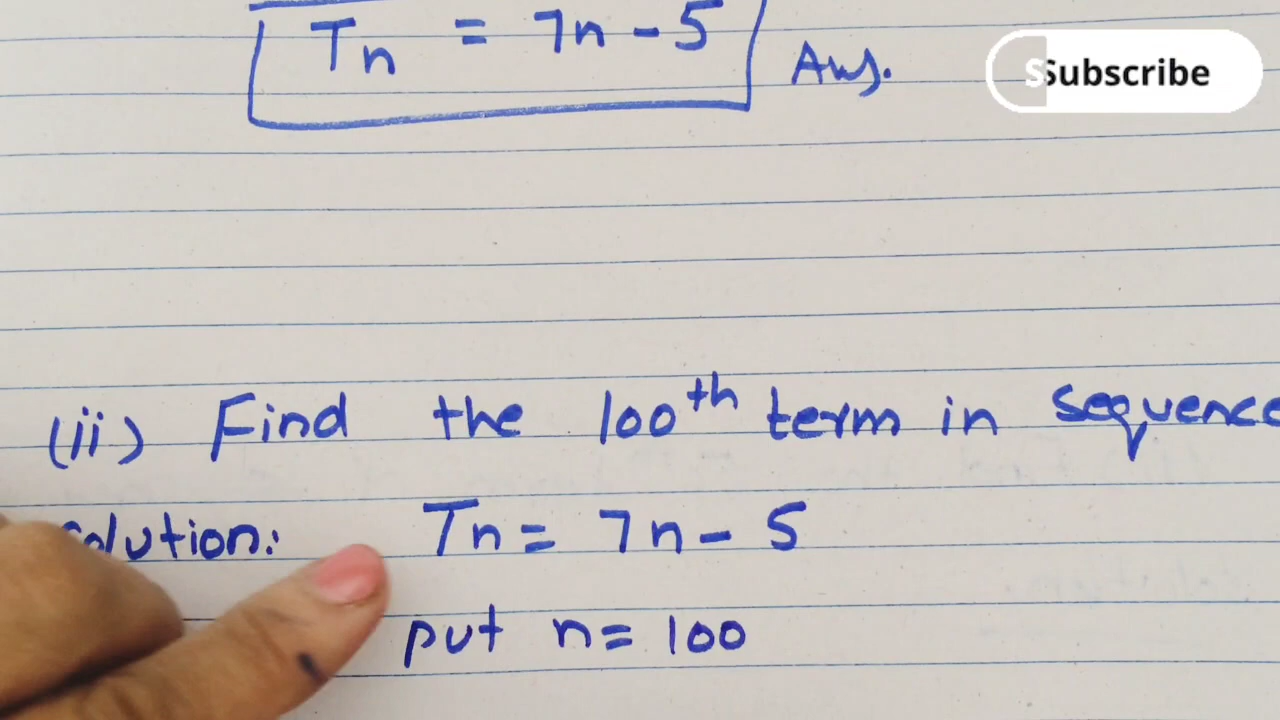 Tn = 7n - 5
Ans.
Subscribe
(ii) Find the 100th term in sequence
solution: Tn = 7n - 5
put n = 100